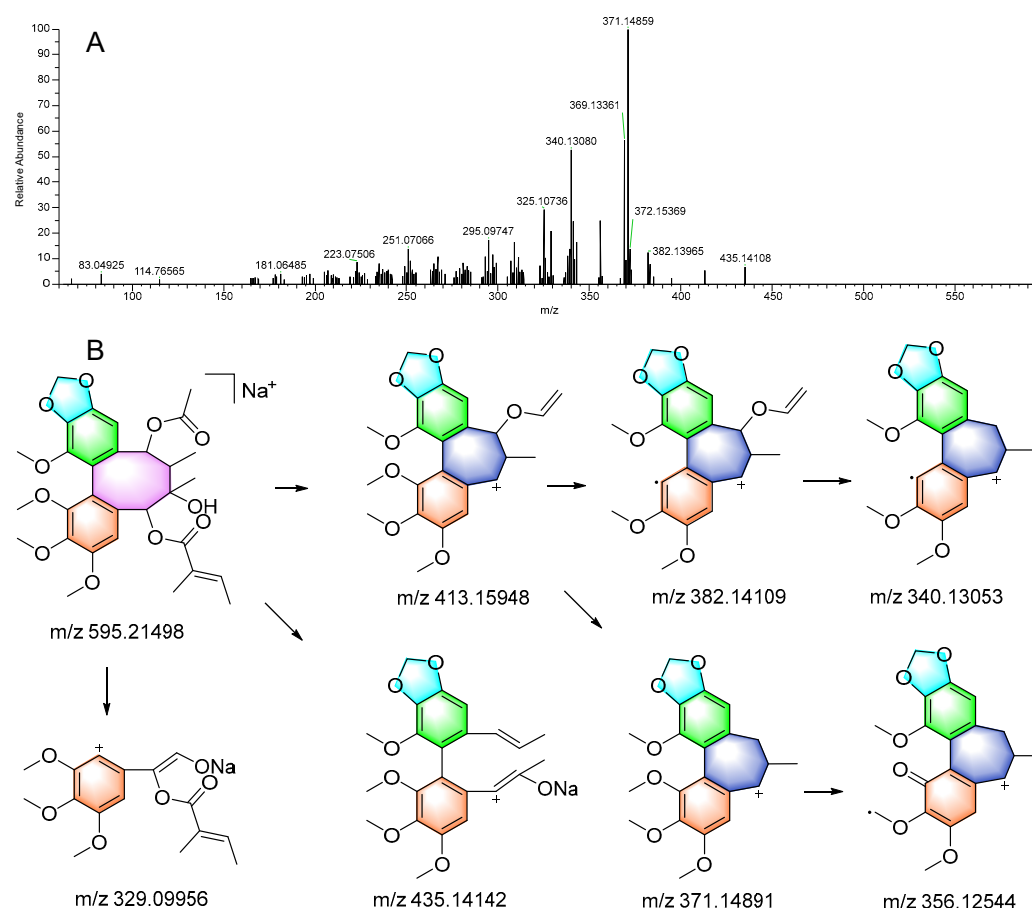 A
371.14859
100
90
369.13361
80
70
60
340.13080
50
Relative Abundance
40
325.10736
30
372.15369
20
295.09747
251.07066
382.13965
223.07506
435.14108
10
181.06485
83.04925
114.76565
0
100
150
200
250
300
350
400
450
500
550
m/z
B
O
O
Na+
O
O
O
O
OH
O
O
O
O
m/z 595.21498
O
O
O
O
O
O
O
+
m/z 413.15948
O
O
O
O
O
O
+
m/z 382.14109
O
O
O
O
O
+
m/z 340.13053
+
O
O
O
ONa
O
O
m/z 329.09956
O
O
O
O
O
O
+
ONa
m/z 435.14142
O
O
O
O
O
O
+
m/z 371.14891
O
O
O
O
O
O
+
m/z 356.12544